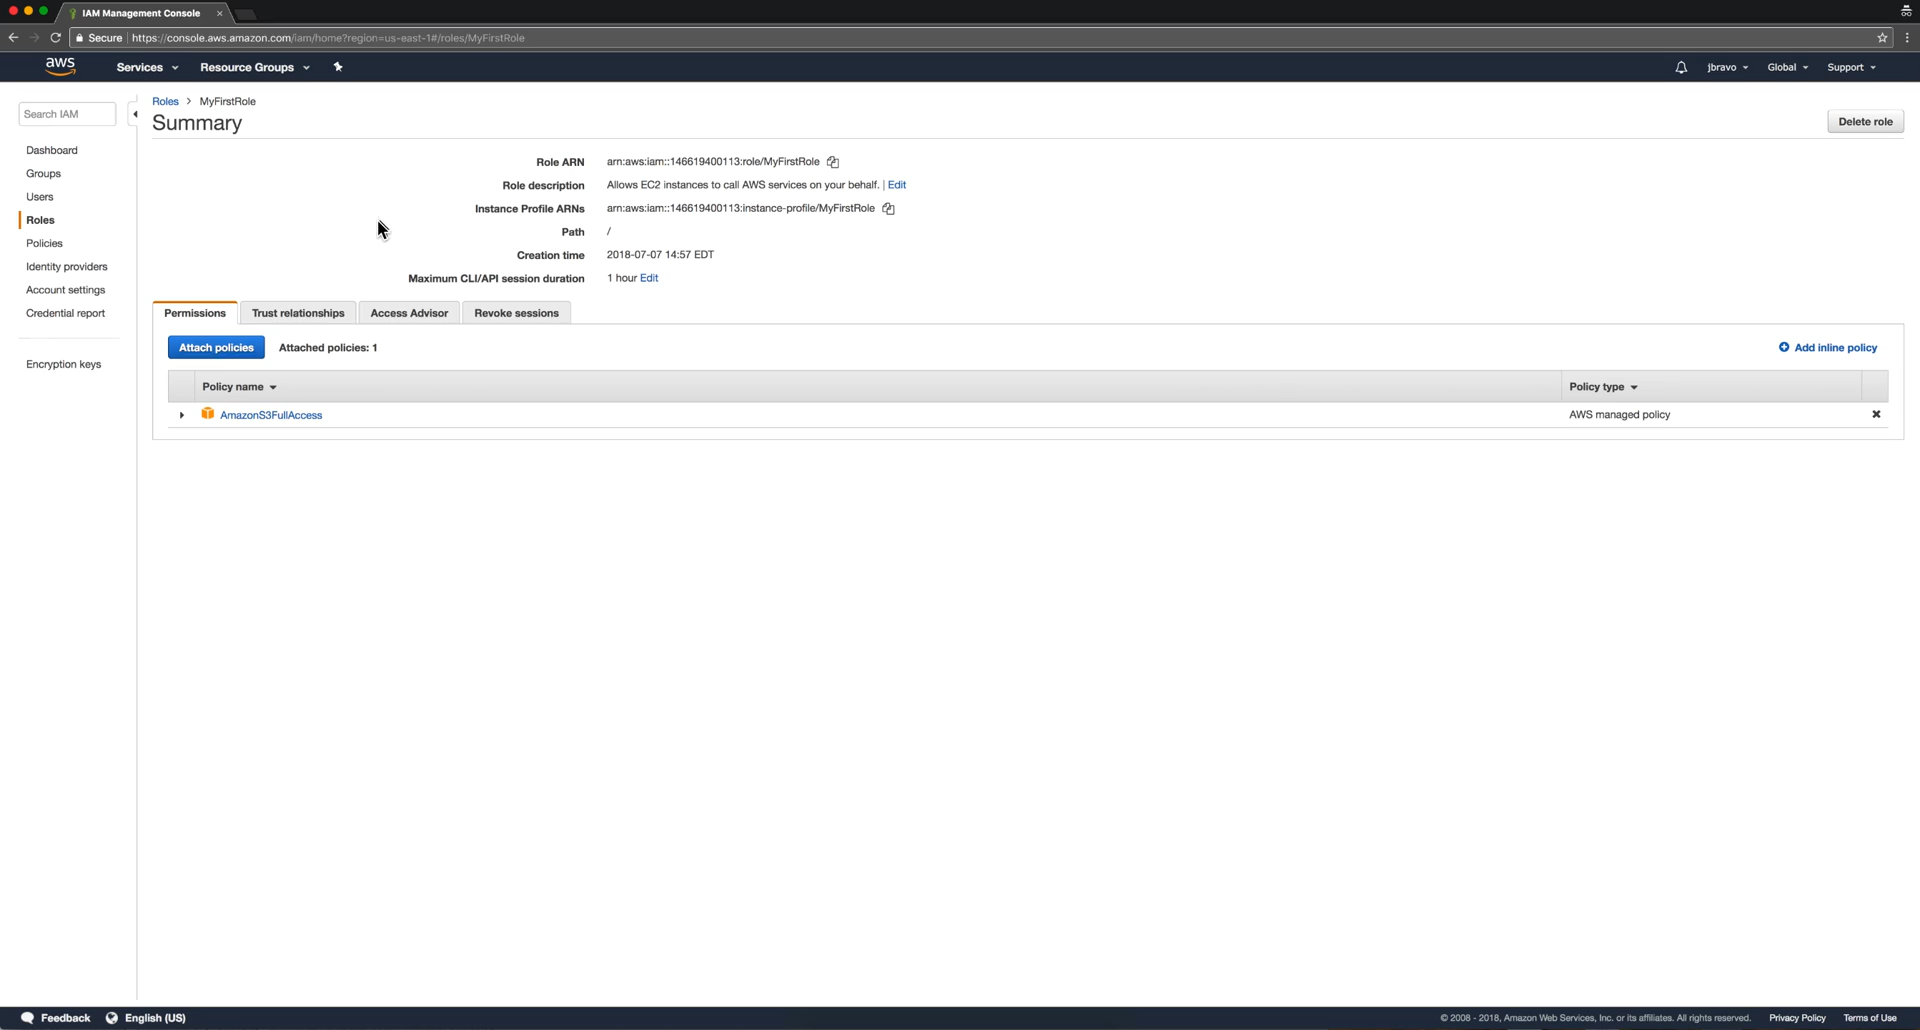 IAM Management Console
Secure https://console.aws.amazon.com/iam/home?region=us-east-1#/roles/MyFirstRole
aws Services Resource Groups jbravo Global Support
Search IAM
Dashboard
Groups
Users
Roles
Policies
Identity providers
Account settings
Credential report
Encryption keys
Roles > MyFirstRole
Summary
Delete role
Role ARN arn:aws:iam::146619400113:role/MyFirstRole
Role description Allows EC2 instances to call AWS services on your behalf. | Edit
Instance Profile ARNs arn:aws:iam::146619400113:instance-profile/MyFirstRole
Path /
Creation time 2018-07-07 14:57 EDT
Maximum CLI/API session duration 1 hour Edit
Permissions Trust relationships Access Advisor Revoke sessions
Attach policies Attached policies: 1 Add inline policy
Policy name Policy type
AmazonS3FullAccess AWS managed policy
Feedback English (US) © 2008 - 2018, Amazon Web Services, Inc. or its affiliates. All rights reserved. Privacy Policy Terms of Use